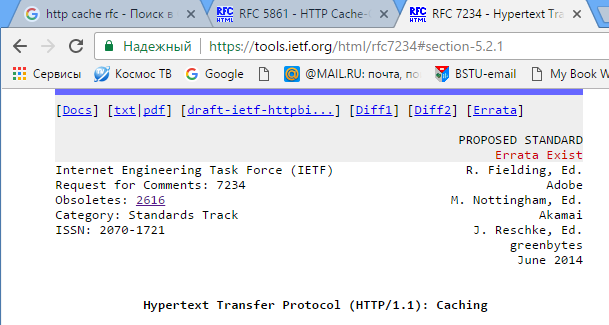 http cache rfc - Поиск в
RFC 5861 - HTTP Cache-
RFC 7234 - Hypertext Tra
Надежный
https://tools.ietf.org/html/rfc7234#section-5.2.1
Сервисы Космос ТВ Google @MAIL.RU: почта, по BSTU-email My Book W
[Docs] [txt|pdf] [draft-ietf-httpbi...] [Diff1] [Diff2] [Errata]
PROPOSED STANDARD
Errata Exist
Internet Engineering Task Force (IETF) R. Fielding, Ed.
Request for Comments: 7234 Adobe
Obsoletes: 2616 M. Nottingham, Ed.
Category: Standards Track Akamai
ISSN: 2070-1721 J. Reschke, Ed.
greenbytes
June 2014
Hypertext Transfer Protocol (HTTP/1.1): Caching